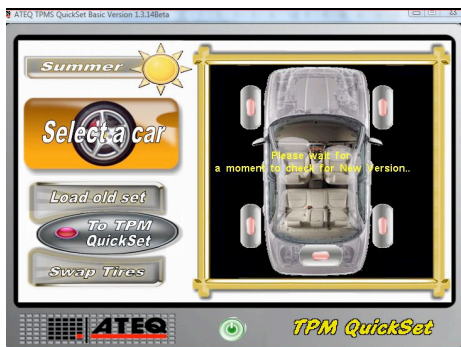 ATEQ TPMS QuickSet Basic Version 1.3.14Beta
Summer
Select a car
Please wait for
a moment to check for New Version..
Load old set
To TPM
QuickSet
Swap Tires
ATEQ
TPM QuickSet